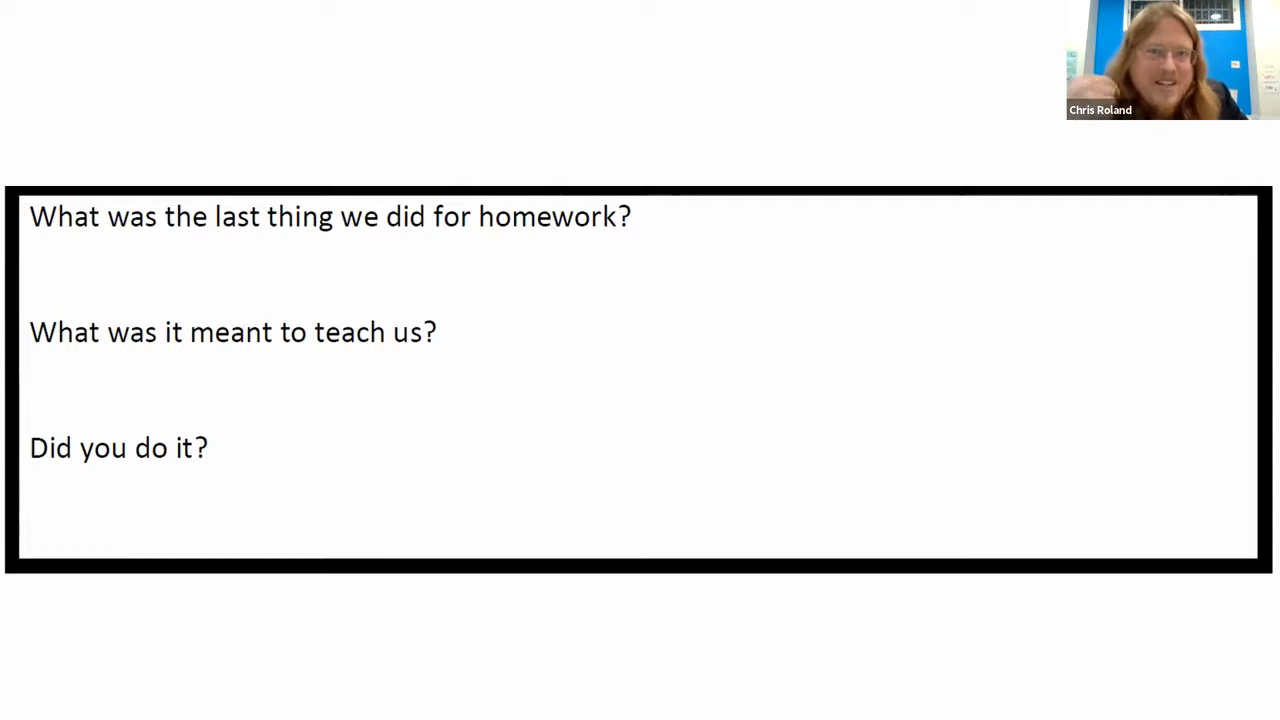 Chris Roland
What was the last thing we did for homework?
What was it meant to teach us?
Did you do it?